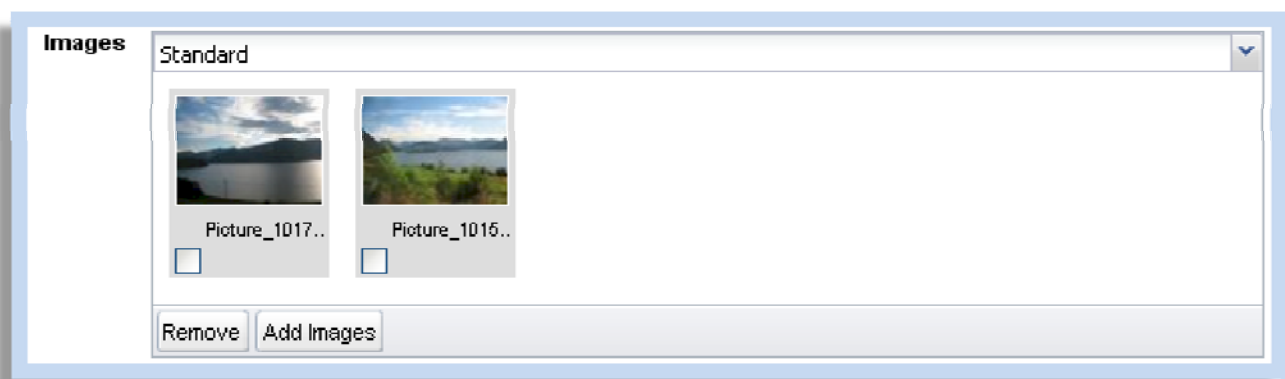 Images
Standard
Picture_1017..
Picture_1015..
Remove
Add Images